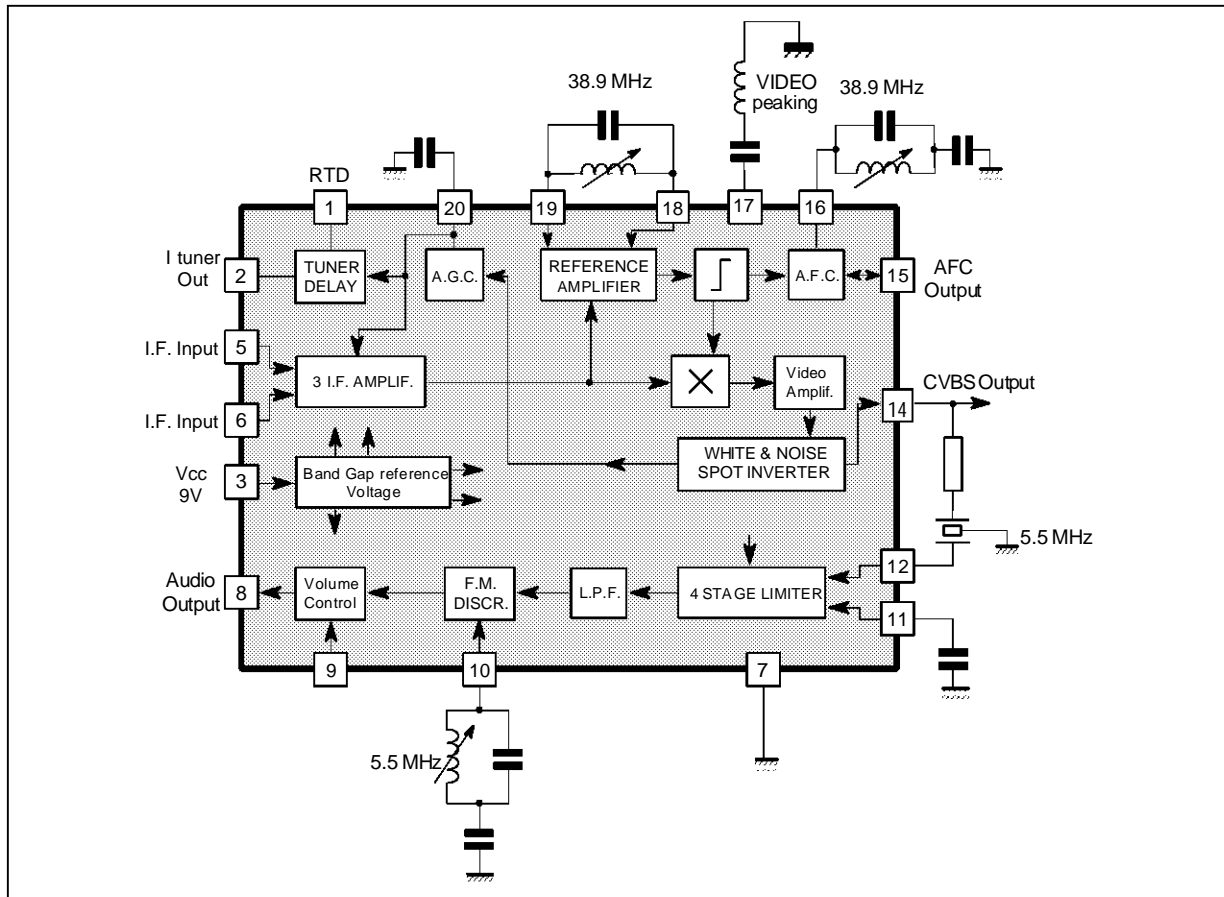 38.9 MHz
VIDEO
peaking
38.9 MHz
RTD
1
20
19
18
17
16
I tuner
Out
2
TUNER
DELAY
A.G.C.
REFERENCE
AMPLIFIER
A.F.C.
15
AFC
Output
I.F. Input
5
3 I.F. AMPLIF.
Video
Amplif.
CVBS Output
14
I.F. Input
6
WHITE & NOISE
SPOT INVERTER
Vcc
9V
3
Band Gap reference
Voltage
5.5 MHz
12
Audio
Output
8
Volume
Control
F.M.
DISCR.
L.P.F.
4 STAGE LIMITER
11
9
10
7
5.5 MHz